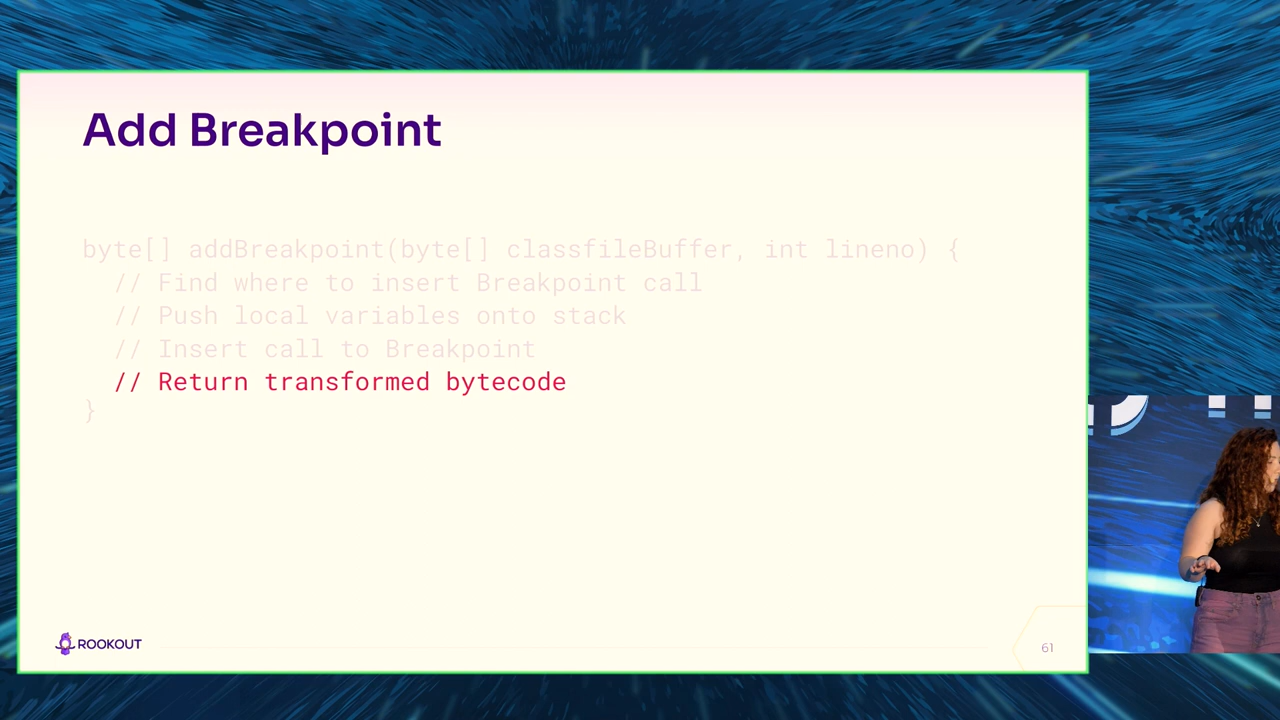 Add Breakpoint
byte[] addBreakpoint(byte[] classfileBuffer, int lineno) {
// Find where to insert Breakpoint call
// Push local variables onto stack
// Insert call to Breakpoint
// Return transformed bytecode
}
ROOKOUT
61